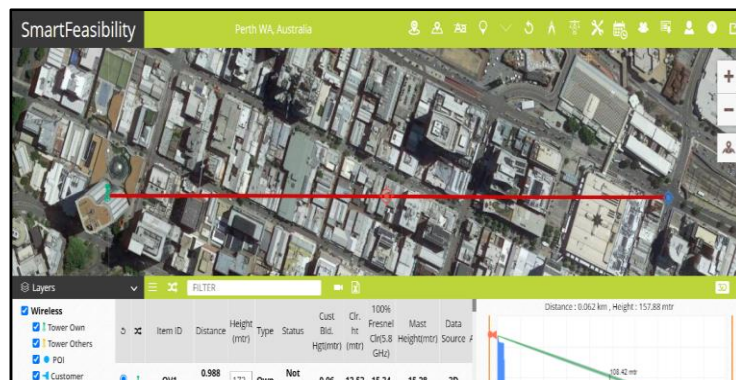 SmartFeasibility
Perth WA, Australia
Layers
FILTER
3D
Wireless
Tower Own
Tower Others
POI
Customer
Item ID
Distance
Height
(mtr)
Type
Status
Cust
Bld.
Hgt(mtr)
Clr.
ht
(mtr)
100%
Fresnel
Clr(5.8
GHz)
Mast
Height(mtr)
Data
Source
Distance : 0.062 km , Height : 157.88 mtr
108.42 mtr
0.988
Not